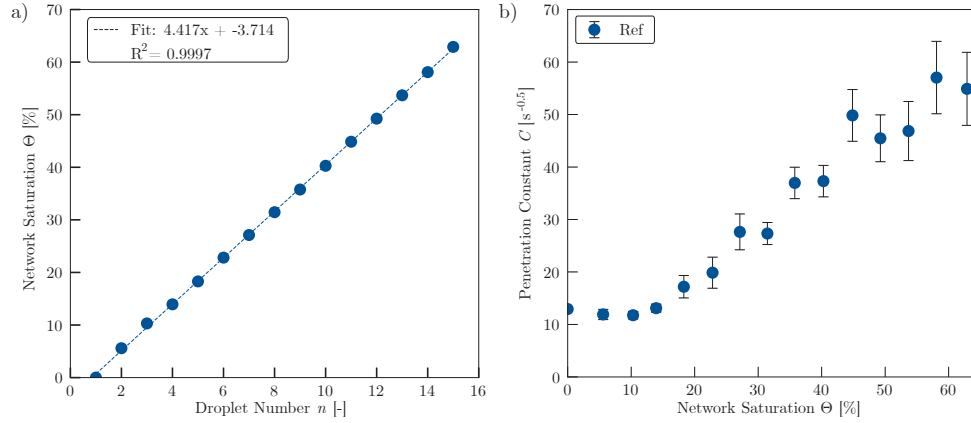 a)
70
60
50
40
30
20
10
0
Network Saturation Θ [%]
Fit: 4.417x + -3.714
R²= 0.9997
0 2 4 6 8 10 12 14 16
Droplet Number n [-]
b)
70
60
50
40
30
20
10
0
Penetration Constant C [s⁻⁰·⁵]
Ref
0 10 20 30 40 50 60
Network Saturation Θ [%]